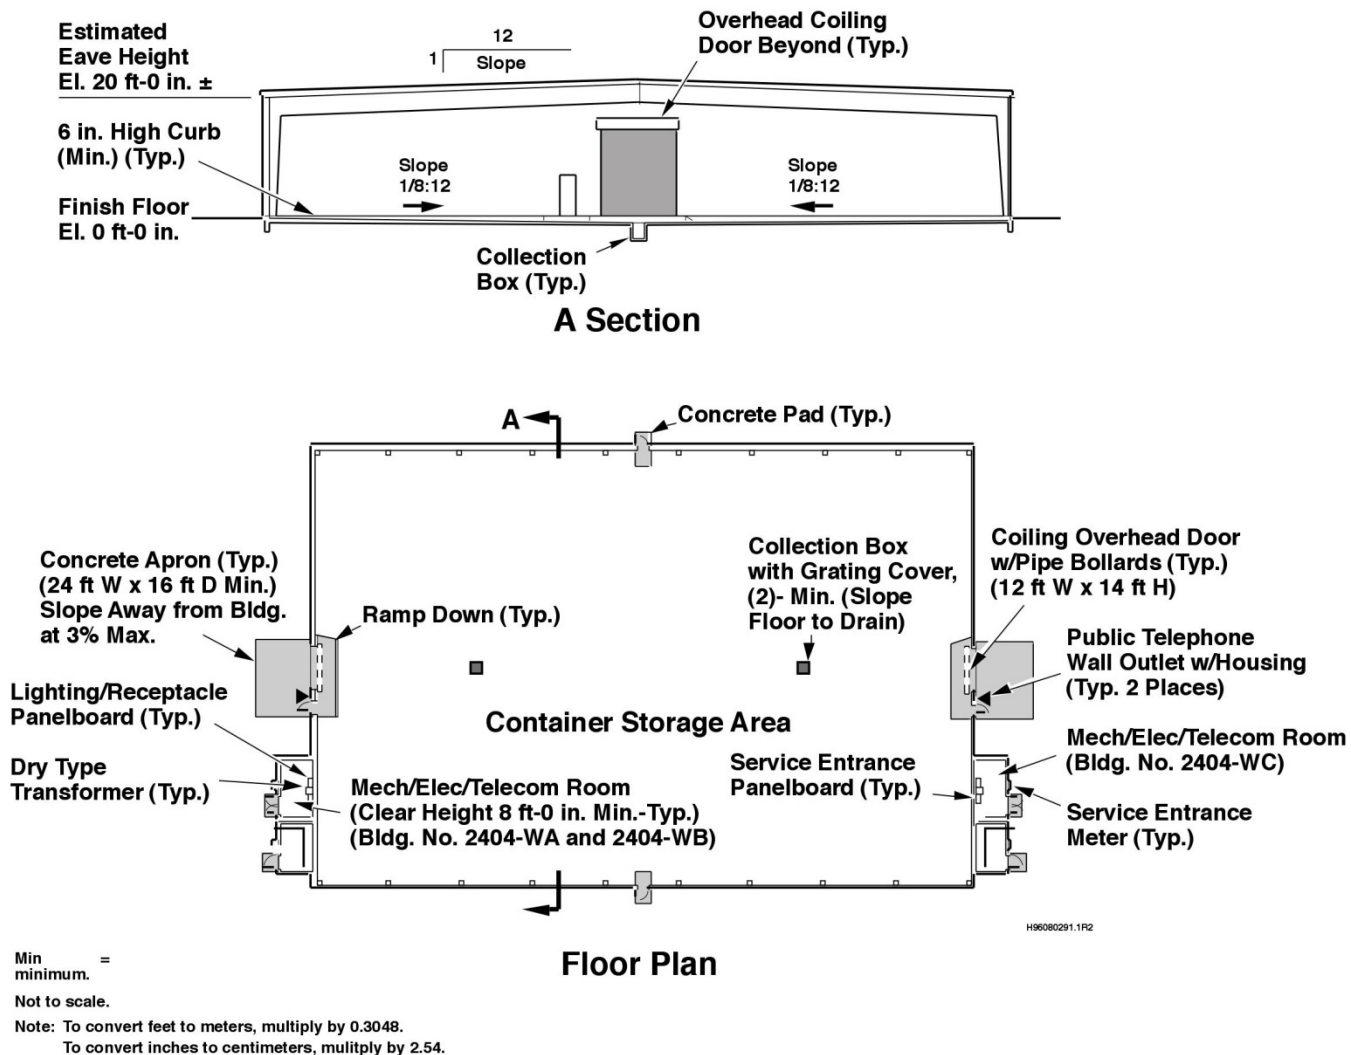 Estimated
Eave Height
El. 20 ft-0 in. ±
12
1
Slope
Overhead Coiling
Door Beyond (Typ.)
6 in. High Curb
(Min.) (Typ.)
Slope
1/8:12
Slope
1/8:12
Finish Floor
El. 0 ft-0 in.
Collection
Box (Typ.)
A Section
A
Concrete Pad (Typ.)
Concrete Apron (Typ.)
(24 ft W x 16 ft D Min.)
Slope Away from Bldg.
at 3% Max.
Ramp Down (Typ.)
Collection Box
with Grating Cover,
(2)- Min. (Slope
Floor to Drain)
Coiling Overhead Door
w/Pipe Bollards (Typ.)
(12 ft W x 14 ft H)
Public Telephone
Wall Outlet w/Housing
(Typ. 2 Places)
Lighting/Receptacle
Panelboard (Typ.)
Container Storage Area
Dry Type
Transformer (Typ.)
Mech/Elec/Telecom Room
(Clear Height 8 ft-0 in. Min.-Typ.)
(Bldg. No. 2404-WA and 2404-WB)
Service Entrance
Panelboard (Typ.)
Mech/Elec/Telecom Room
(Bldg. No. 2404-WC)
Service Entrance
Meter (Typ.)
H96080291.1R2
Floor Plan
Min =
minimum.
Not to scale.
Note: To convert feet to meters, multiply by 0.3048.
To convert inches to centimeters, mulitply by 2.54.